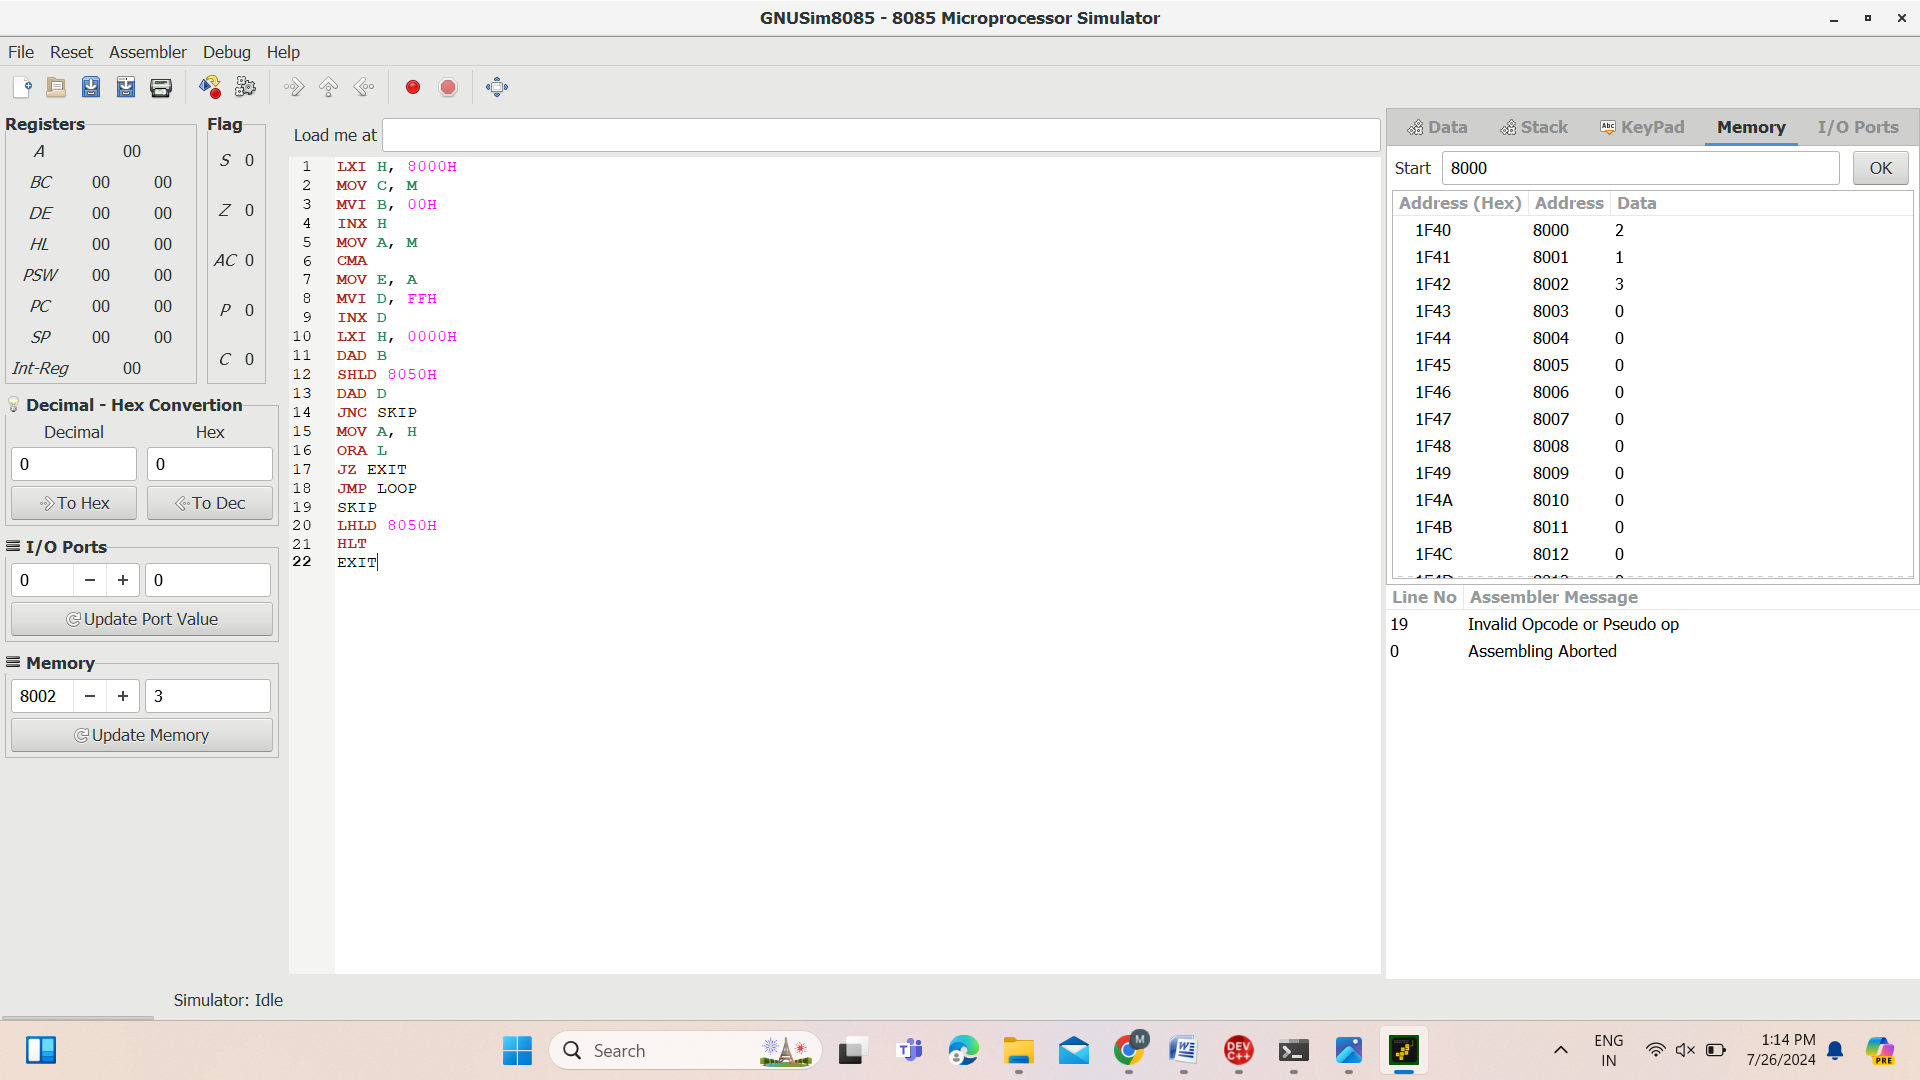 GNUSim8085 - 8085 Microprocessor Simulator
File Reset Assembler Debug Help
Registers
A 00
BC 00 00
DE 00 00
HL 00 00
PSW 00 00
PC 00 00
SP 00 00
Int-Reg 00
Flag
S 0
Z 0
AC 0
P 0
C 0
Decimal - Hex Convertion
Decimal Hex
0 0
To Hex To Dec
I/O Ports
0 − + 0
Update Port Value
Memory
8002 − + 3
Update Memory
Load me at
1 LXI H, 8000H
2 MOV C, M
3 MVI B, 00H
4 INX H
5 MOV A, M
6 CMA
7 MOV E, A
8 MVI D, FFH
9 INX D
10 LXI H, 0000H
11 DAD B
12 SHLD 8050H
13 DAD D
14 JNC SKIP
15 MOV A, H
16 ORA L
17 JZ EXIT
18 JMP LOOP
19 SKIP
20 LHLD 8050H
21 HLT
22 EXIT
Data Stack Abc KeyPad Memory I/O Ports
Start 8000 OK
Address (Hex) Address Data
1F40 8000 2
1F41 8001 1
1F42 8002 3
1F43 8003 0
1F44 8004 0
1F45 8005 0
1F46 8006 0
1F47 8007 0
1F48 8008 0
1F49 8009 0
1F4A 8010 0
1F4B 8011 0
1F4C 8012 0
1F4D 8013 0
Line No Assembler Message
19 Invalid Opcode or Pseudo op
0 Assembling Aborted
Simulator: Idle
Search
M
DEV
C++
ENG
IN
1:14 PM
7/26/2024
PRE